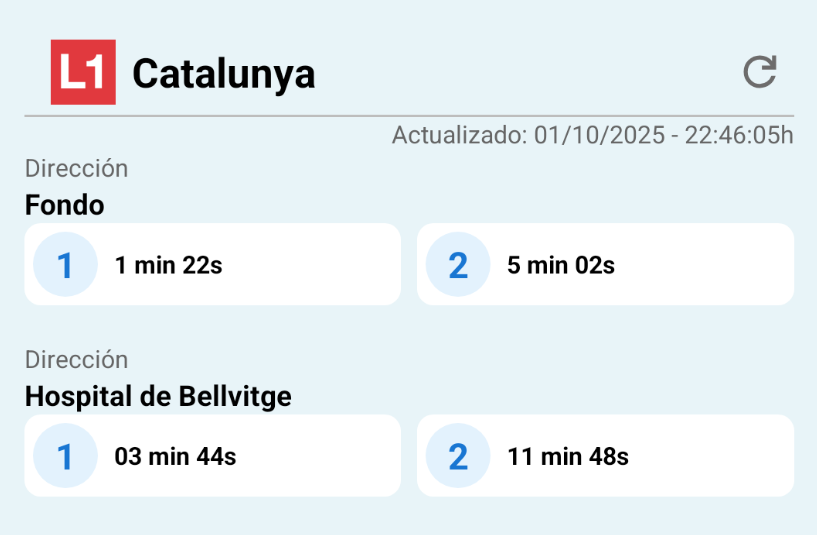 L1 Catalunya
Actualizado: 01/10/2025 - 22:46:05h
Dirección
Fondo
1 1 min 22s 2 5 min 02s
Dirección
Hospital de Bellvitge
1 03 min 44s 2 11 min 48s